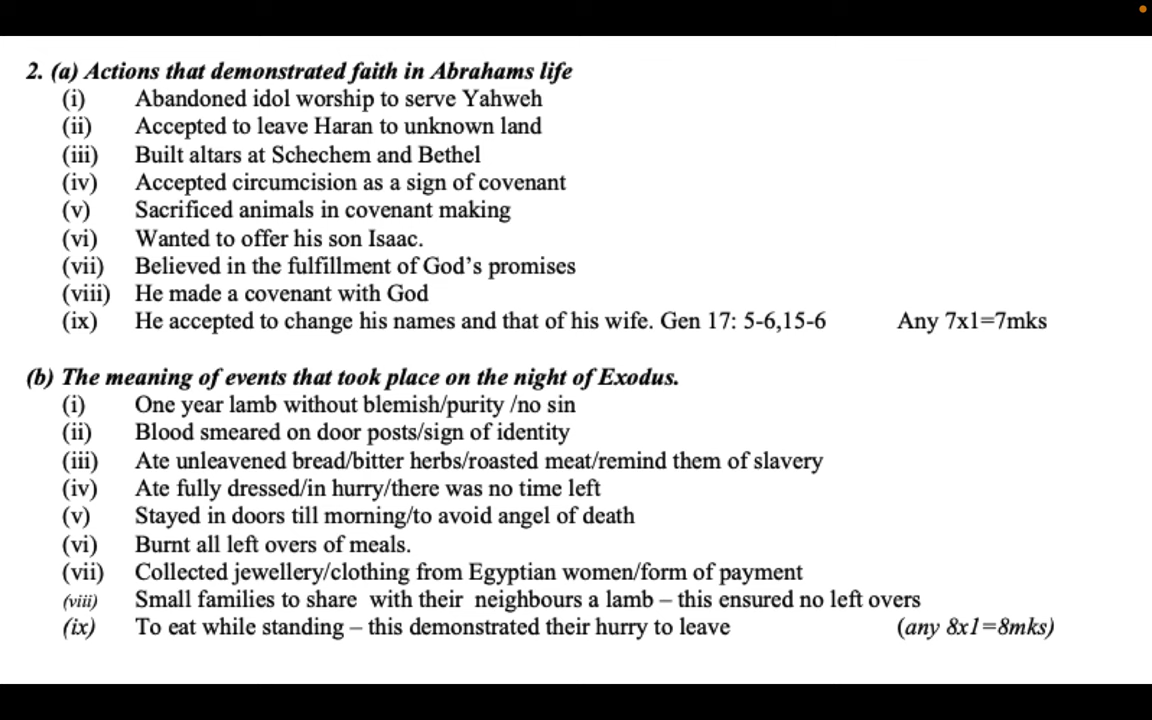 2. (a) Actions that demonstrated faith in Abrahams life
(i) Abandoned idol worship to serve Yahweh
(ii) Accepted to leave Haran to unknown land
(iii) Built altars at Schechem and Bethel
(iv) Accepted circumcision as a sign of covenant
(v) Sacrificed animals in covenant making
(vi) Wanted to offer his son Isaac.
(vii) Believed in the fulfillment of God’s promises
(viii) He made a covenant with God
(ix) He accepted to change his names and that of his wife. Gen 17: 5-6,15-6 Any 7x1=7mks
(b) The meaning of events that took place on the night of Exodus.
(i) One year lamb without blemish/purity /no sin
(ii) Blood smeared on door posts/sign of identity
(iii) Ate unleavened bread/bitter herbs/roasted meat/remind them of slavery
(iv) Ate fully dressed/in hurry/there was no time left
(v) Stayed in doors till morning/to avoid angel of death
(vi) Burnt all left overs of meals.
(vii) Collected jewellery/clothing from Egyptian women/form of payment
(viii) Small families to share with their neighbours a lamb – this ensured no left overs
(ix) To eat while standing – this demonstrated their hurry to leave (any 8x1=8mks)